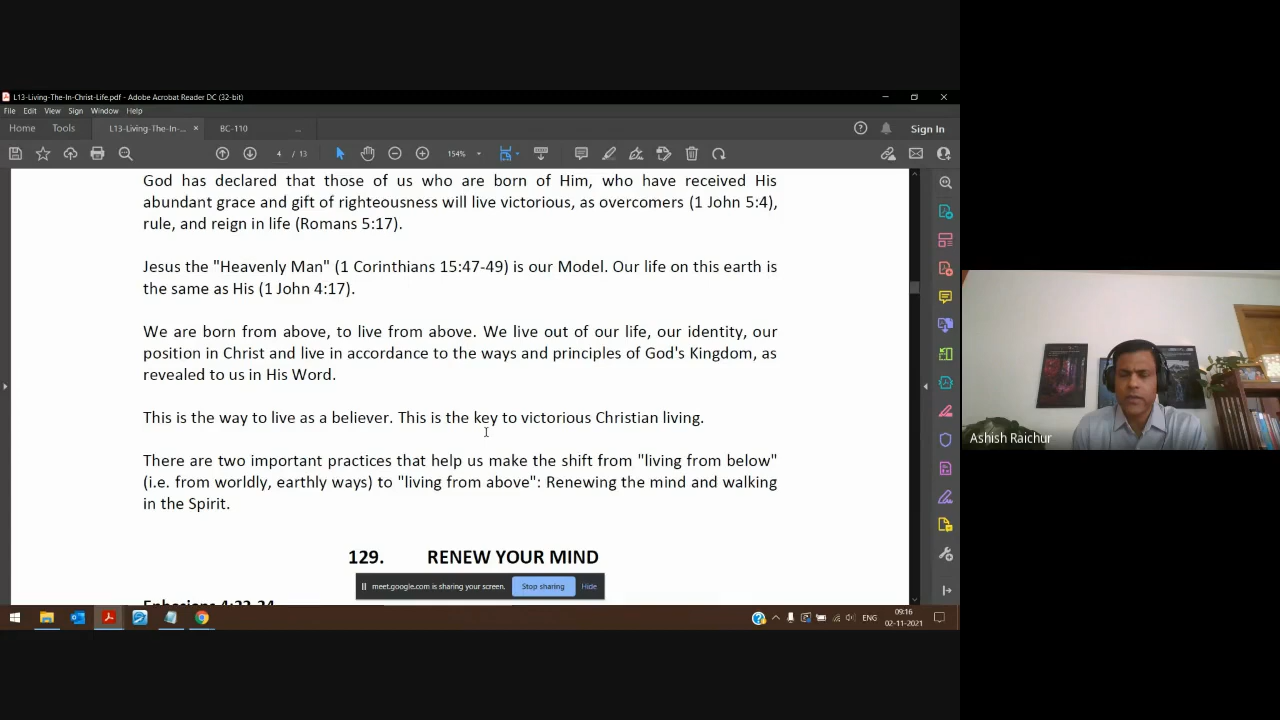 L13-Living-The-In-Christ-Life.pdf - Adobe Acrobat Reader DC (32-bit)
File Edit View Sign Window Help
Home Tools L13-Living-The-In-... × BC-110 ...
Sign In
4 / 13 154%
God has declared that those of us who are born of Him, who have received His
abundant grace and gift of righteousness will live victorious, as overcomers (1 John 5:4),
rule, and reign in life (Romans 5:17).
Jesus the "Heavenly Man" (1 Corinthians 15:47-49) is our Model. Our life on this earth is
the same as His (1 John 4:17).
We are born from above, to live from above. We live out of our life, our identity, our
position in Christ and live in accordance to the ways and principles of God's Kingdom, as
revealed to us in His Word.
This is the way to live as a believer. This is the key to victorious Christian living.
There are two important practices that help us make the shift from "living from below"
(i.e. from worldly, earthly ways) to "living from above": Renewing the mind and walking
in the Spirit.
129. RENEW YOUR MIND
meet.google.com is sharing your screen. Stop sharing Hide
Ephesians 4:22-24
Ashish Raichur
ENG
09:16
02-11-2021